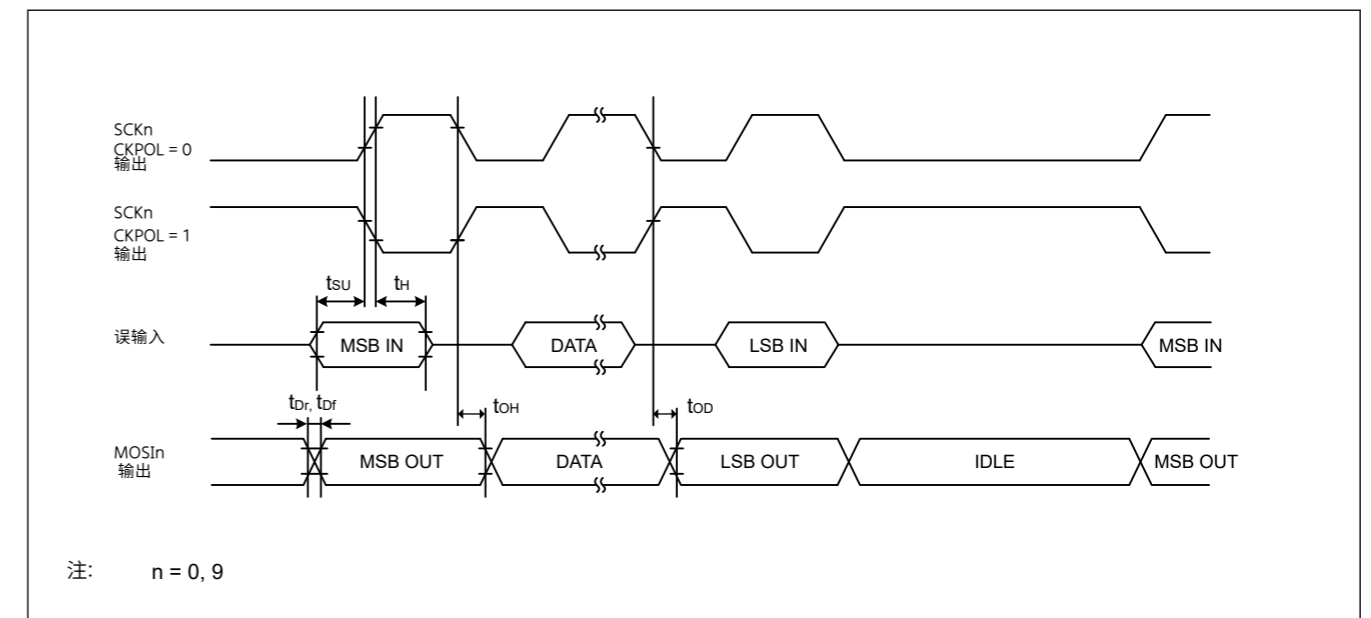 SCKn
CKPOL = 0
输出
SCKn
CKPOL = 1
输出
tSU
tH
误输入
MSB IN
DATA
LSB IN
MSB IN
tDr, tDf
tOH
tOD
MOSIn
输出
MSB OUT
DATA
LSB OUT
IDLE
MSB OUT
注: n = 0, 9